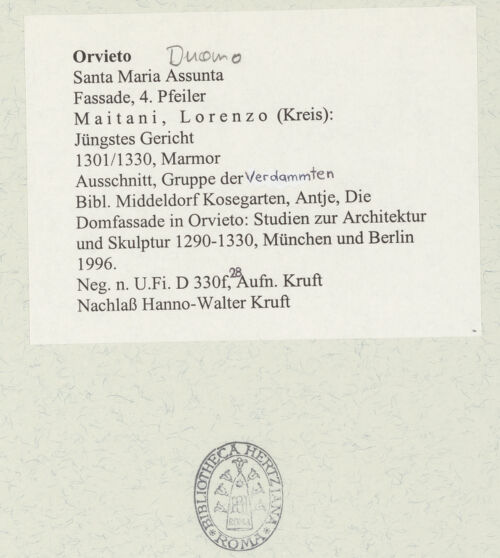 Orvieto Duomo
Santa Maria Assunta
Fassade, 4. Pfeiler
Maitani, Lorenzo (Kreis):
Jüngstes Gericht
1301/1330, Marmor
Ausschnitt, Gruppe der Verdammten
Bibl. Middeldorf Kosegarten, Antje, Die
Domfassade in Orvieto: Studien zur Architektur
und Skulptur 1290-1330, München und Berlin
1996.
Neg. n. U.Fi. D 330f, 28 Aufn. Kruft
Nachlaß Hanno-Walter Kruft
BIBLIOTHECA HERTZIANA
ROMA